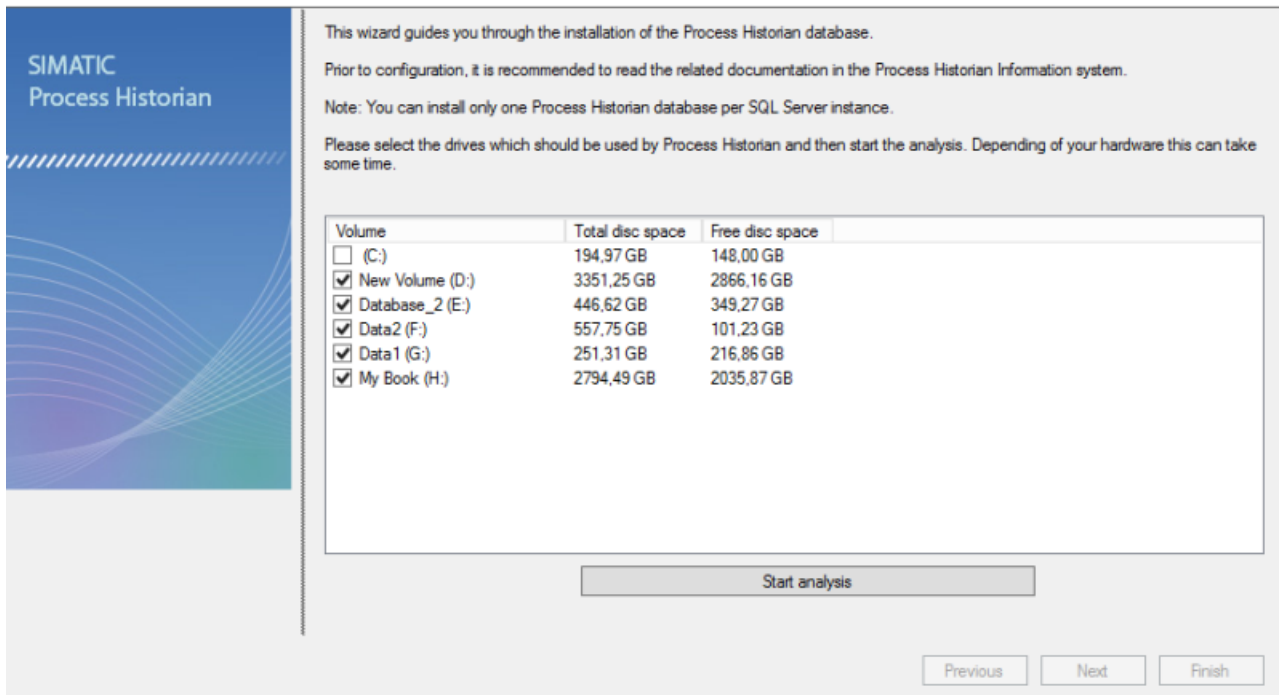 SIMATIC
Process Historian
This wizard guides you through the installation of the Process Historian database.
Prior to configuration, it is recommended to read the related documentation in the Process Historian Information system.
Note: You can install only one Process Historian database per SQL Server instance.
Please select the drives which should be used by Process Historian and then start the analysis. Depending of your hardware this can take
some time.
Volume Total disc space Free disc space
(C:) 194,97 GB 148,00 GB
New Volume (D:) 3351,25 GB 2866,16 GB
Database_2 (E:) 446,62 GB 349,27 GB
Data2 (F:) 557,75 GB 101,23 GB
Data1 (G:) 251,31 GB 216,86 GB
My Book (H:) 2794,49 GB 2035,87 GB
Start analysis
Previous Next Finish